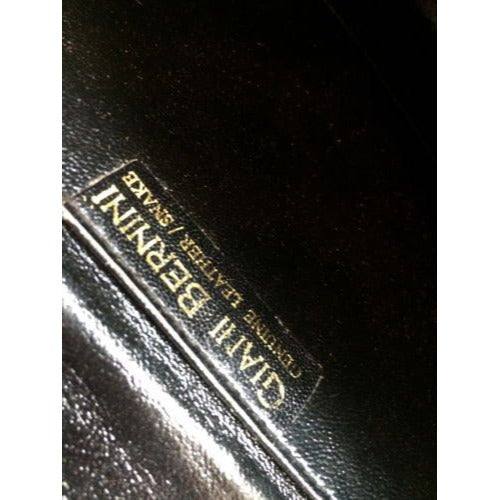 GIANI BERNINI
GENUINE LEATHER / SNAKE